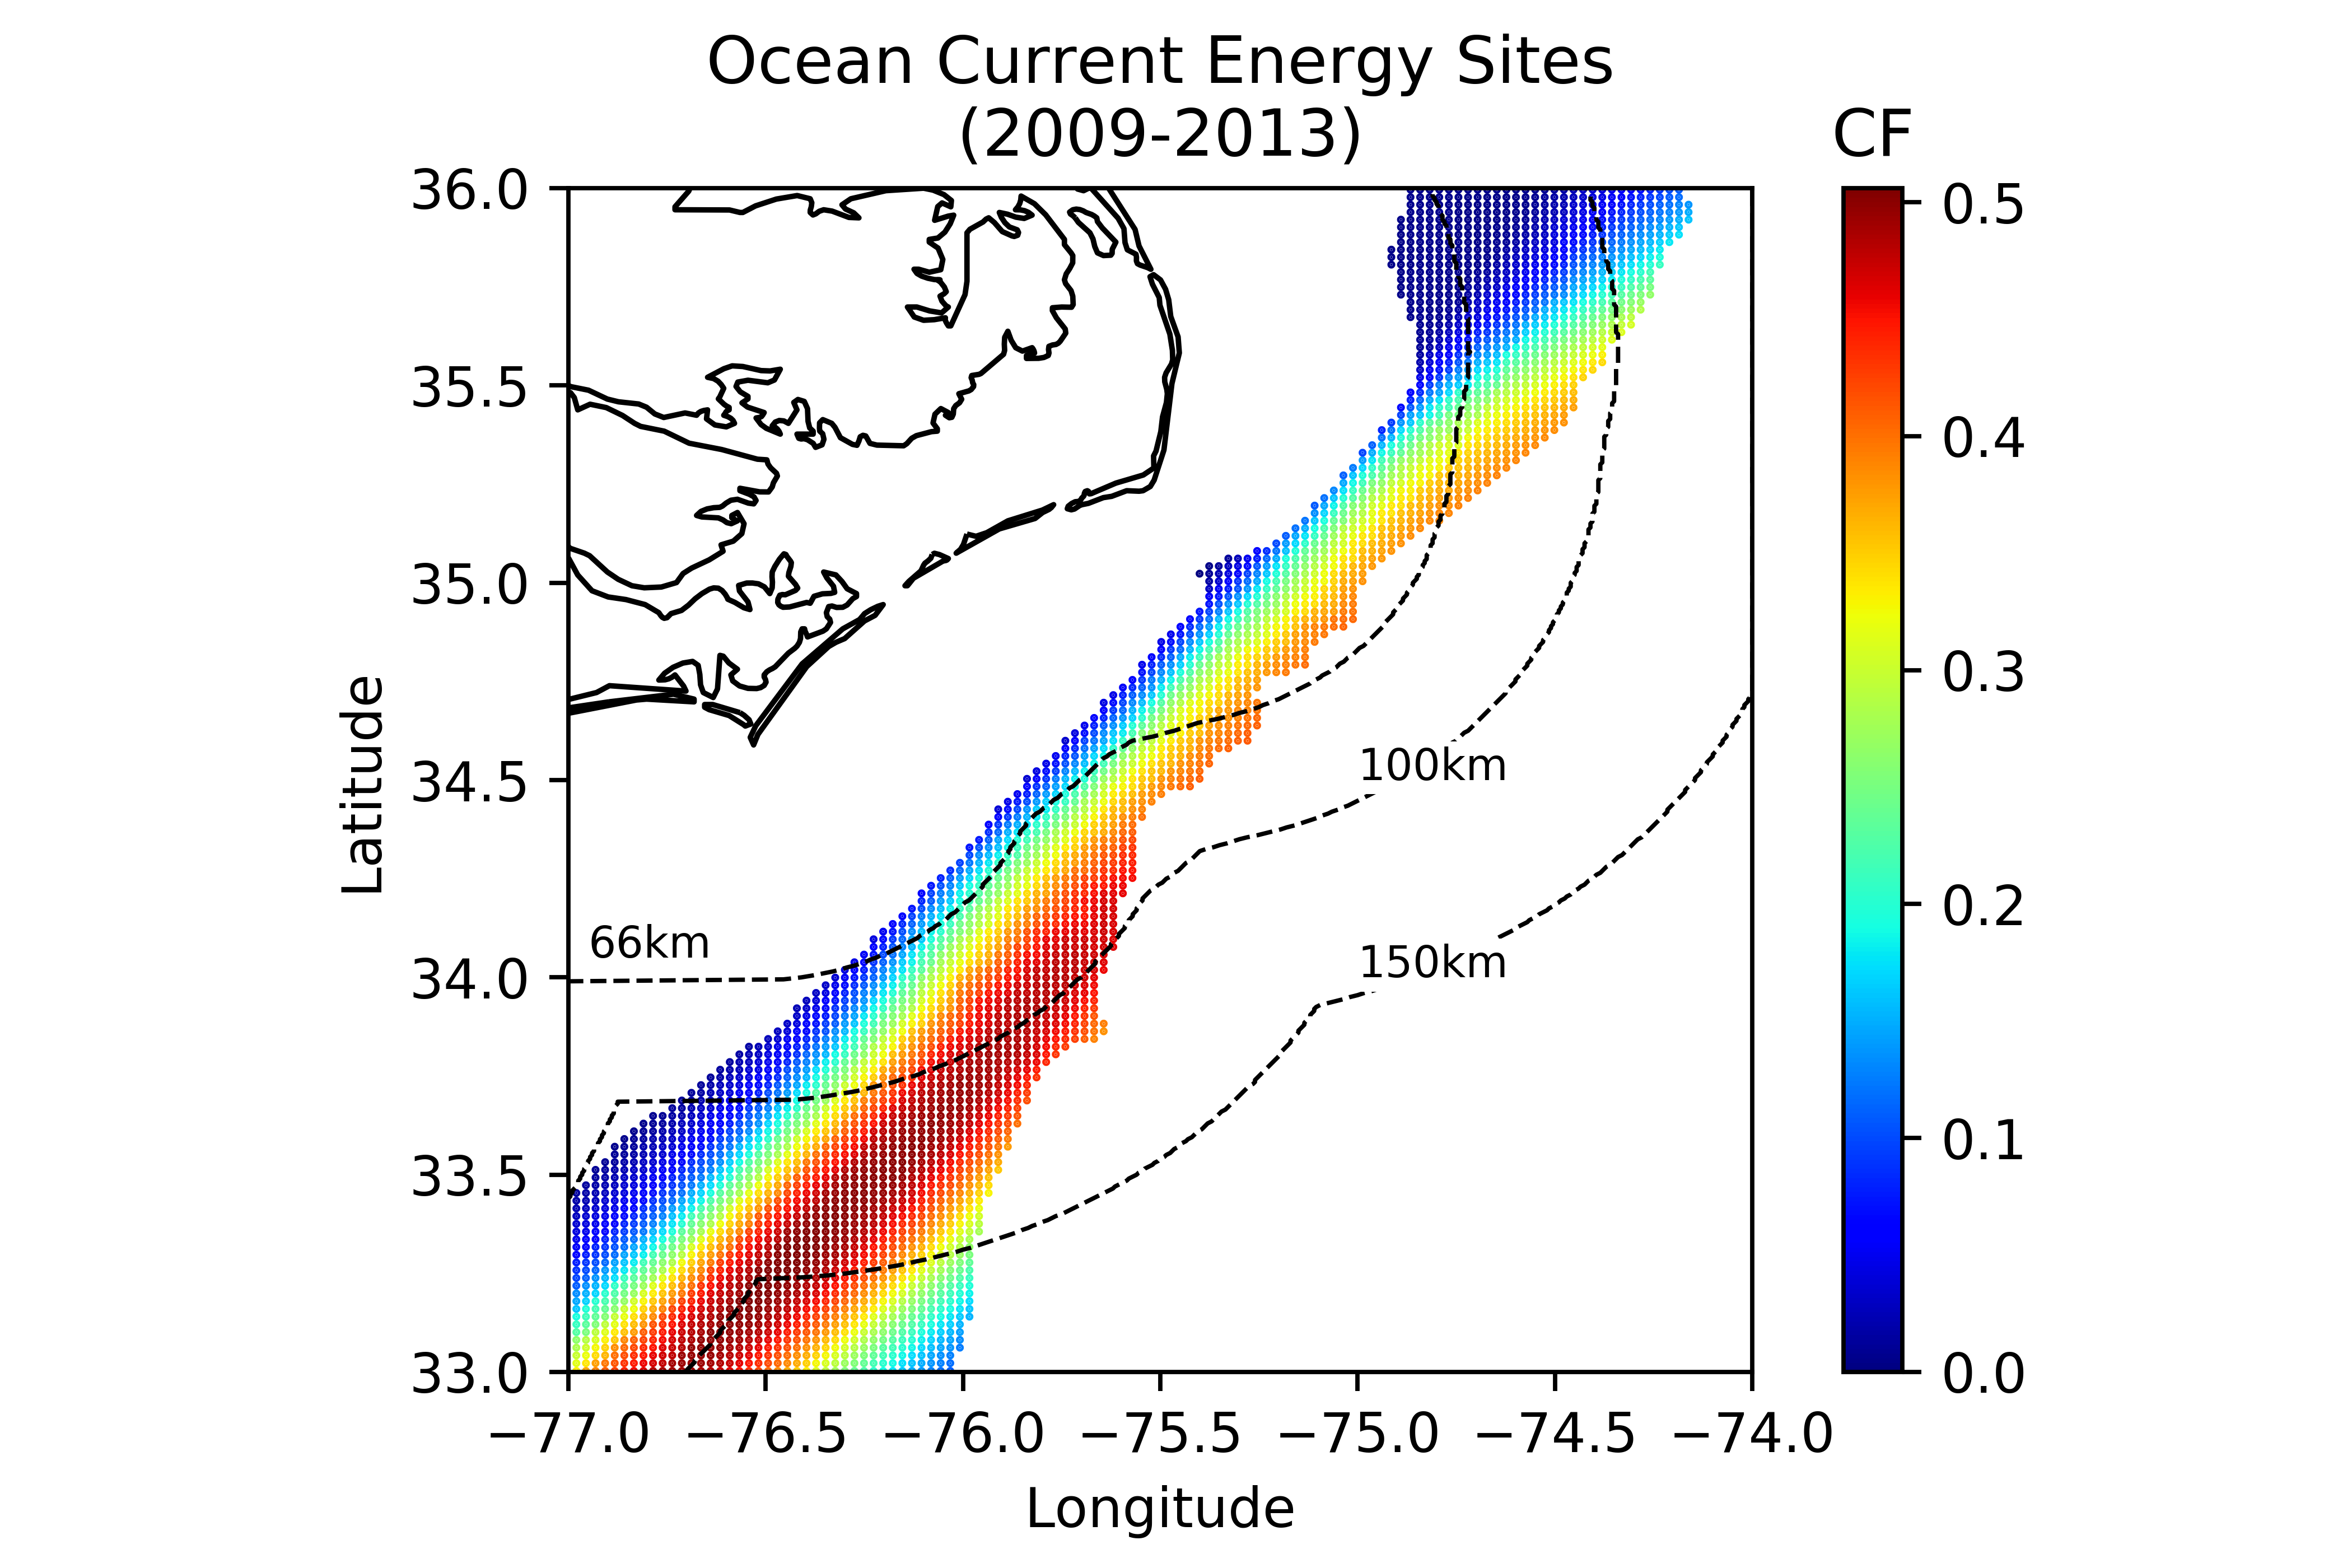 Ocean Current Energy Sites
(2009-2013)
CF
36.0
35.5
35.0
34.5
34.0
33.5
33.0
Latitude
66km
100km
150km
0.5
0.4
0.3
0.2
0.1
0.0
−77.0 −76.5 −76.0 −75.5 −75.0 −74.5 −74.0
Longitude